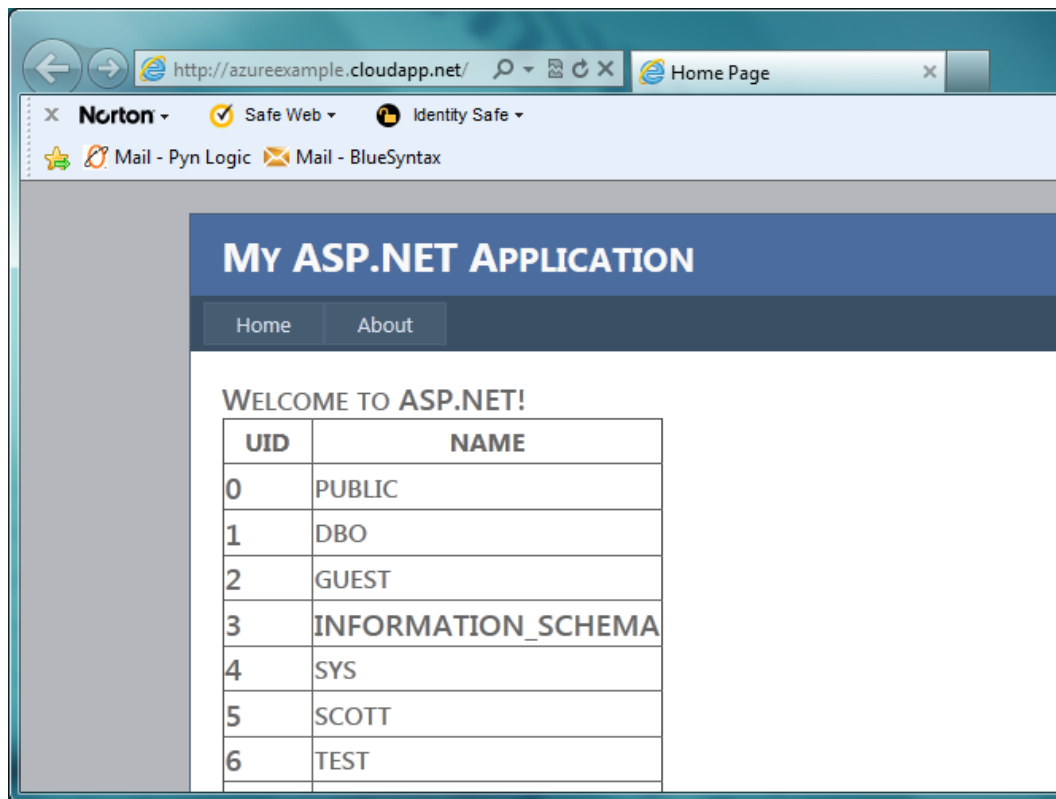 http://azureexample.cloudapp.net/
Home Page
Norton
Safe Web
Identity Safe
Mail - Pyn Logic
Mail - BlueSyntax
MY ASP.NET APPLICATION
Home
About
WELCOME TO ASP.NET!
UID NAME
0 PUBLIC
1 DBO
2 GUEST
3 INFORMATION_SCHEMA
4 SYS
5 SCOTT
6 TEST